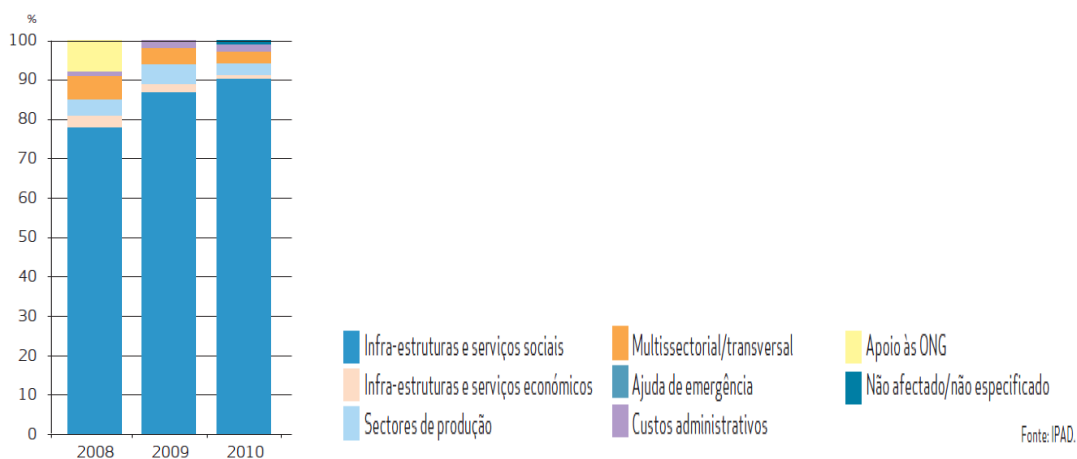 %
100
90
80
70
60
50
40
30
20
10
0
2008 2009 2010
Infra-estruturas e serviços sociais
Infra-estruturas e serviços económicos
Sectores de produção
Multissectorial/transversal
Ajuda de emergência
Custos administrativos
Apoio às ONG
Não afectado/não especificado
Fonte: IPAD.